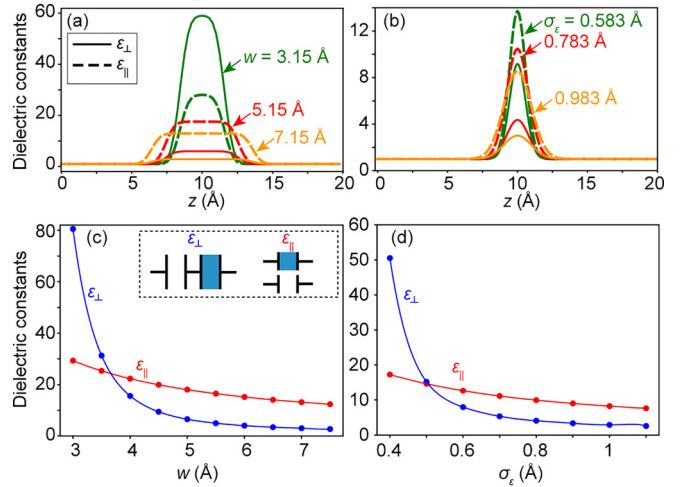 (a)
ε⊥
ε∥
w = 3.15 Å
5.15 Å
7.15 Å
Dielectric constants
60
40
20
0
0 5 10 15 20
z (Å)
(b)
σε = 0.583 Å
0.783 Å
0.983 Å
12
8
4
0
0 5 10 15 20
z (Å)
(c)
ε⊥
ε∥
ε⊥
ε∥
Dielectric constants
80
60
40
20
0
3 4 5 6 7
w (Å)
(d)
ε⊥
ε∥
60
50
40
30
20
10
0
0.4 0.6 0.8 1 1.1
σε (Å)